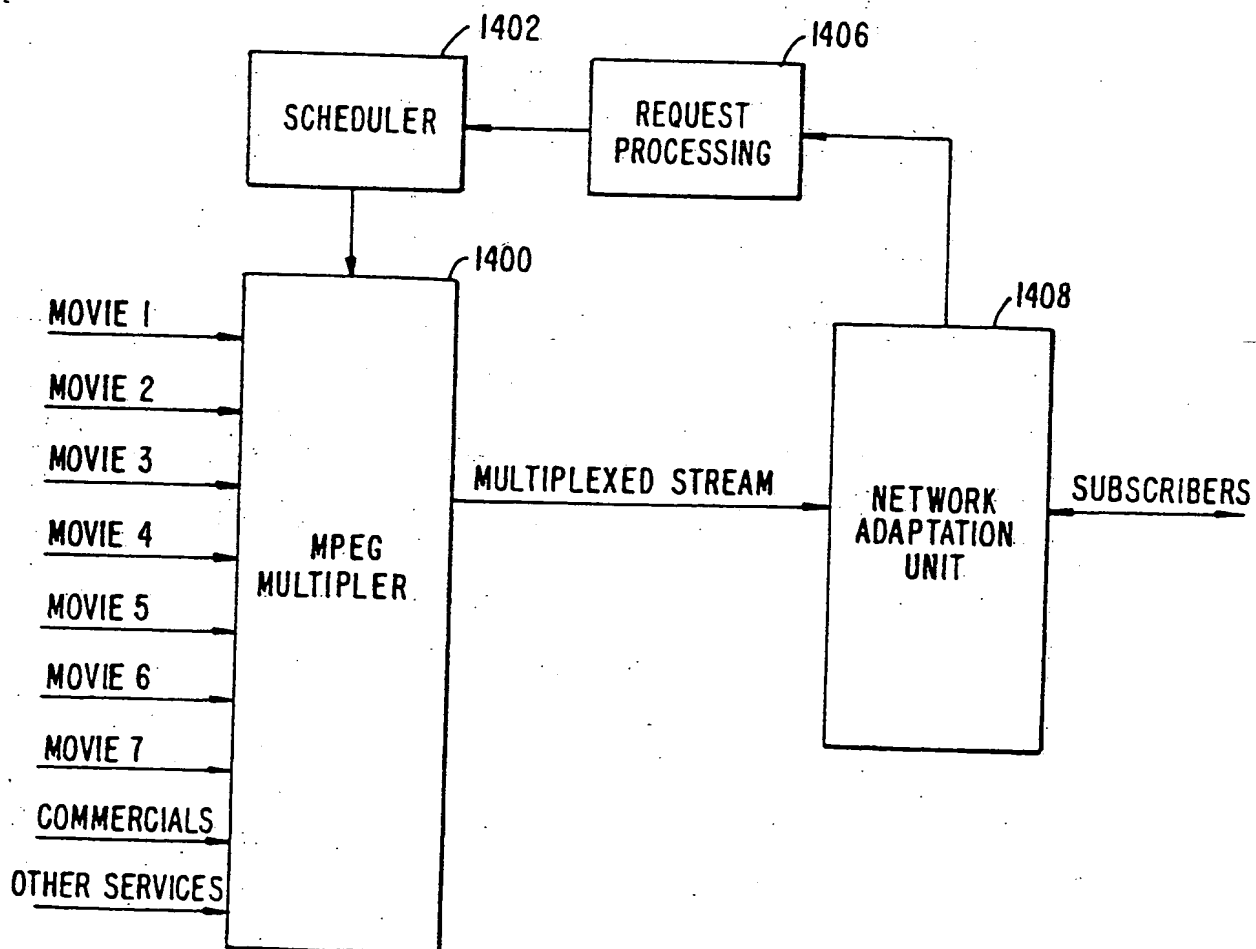 1402
SCHEDULER
1406
REQUEST
PROCESSING
1400
MOVIE 1
MOVIE 2
MOVIE 3
MOVIE 4
MOVIE 5
MOVIE 6
MOVIE 7
COMMERCIALS
OTHER SERVICES
MPEG
MULTIPLER
MULTIPLEXED STREAM
1408
NETWORK
ADAPTATION
UNIT
SUBSCRIBERS